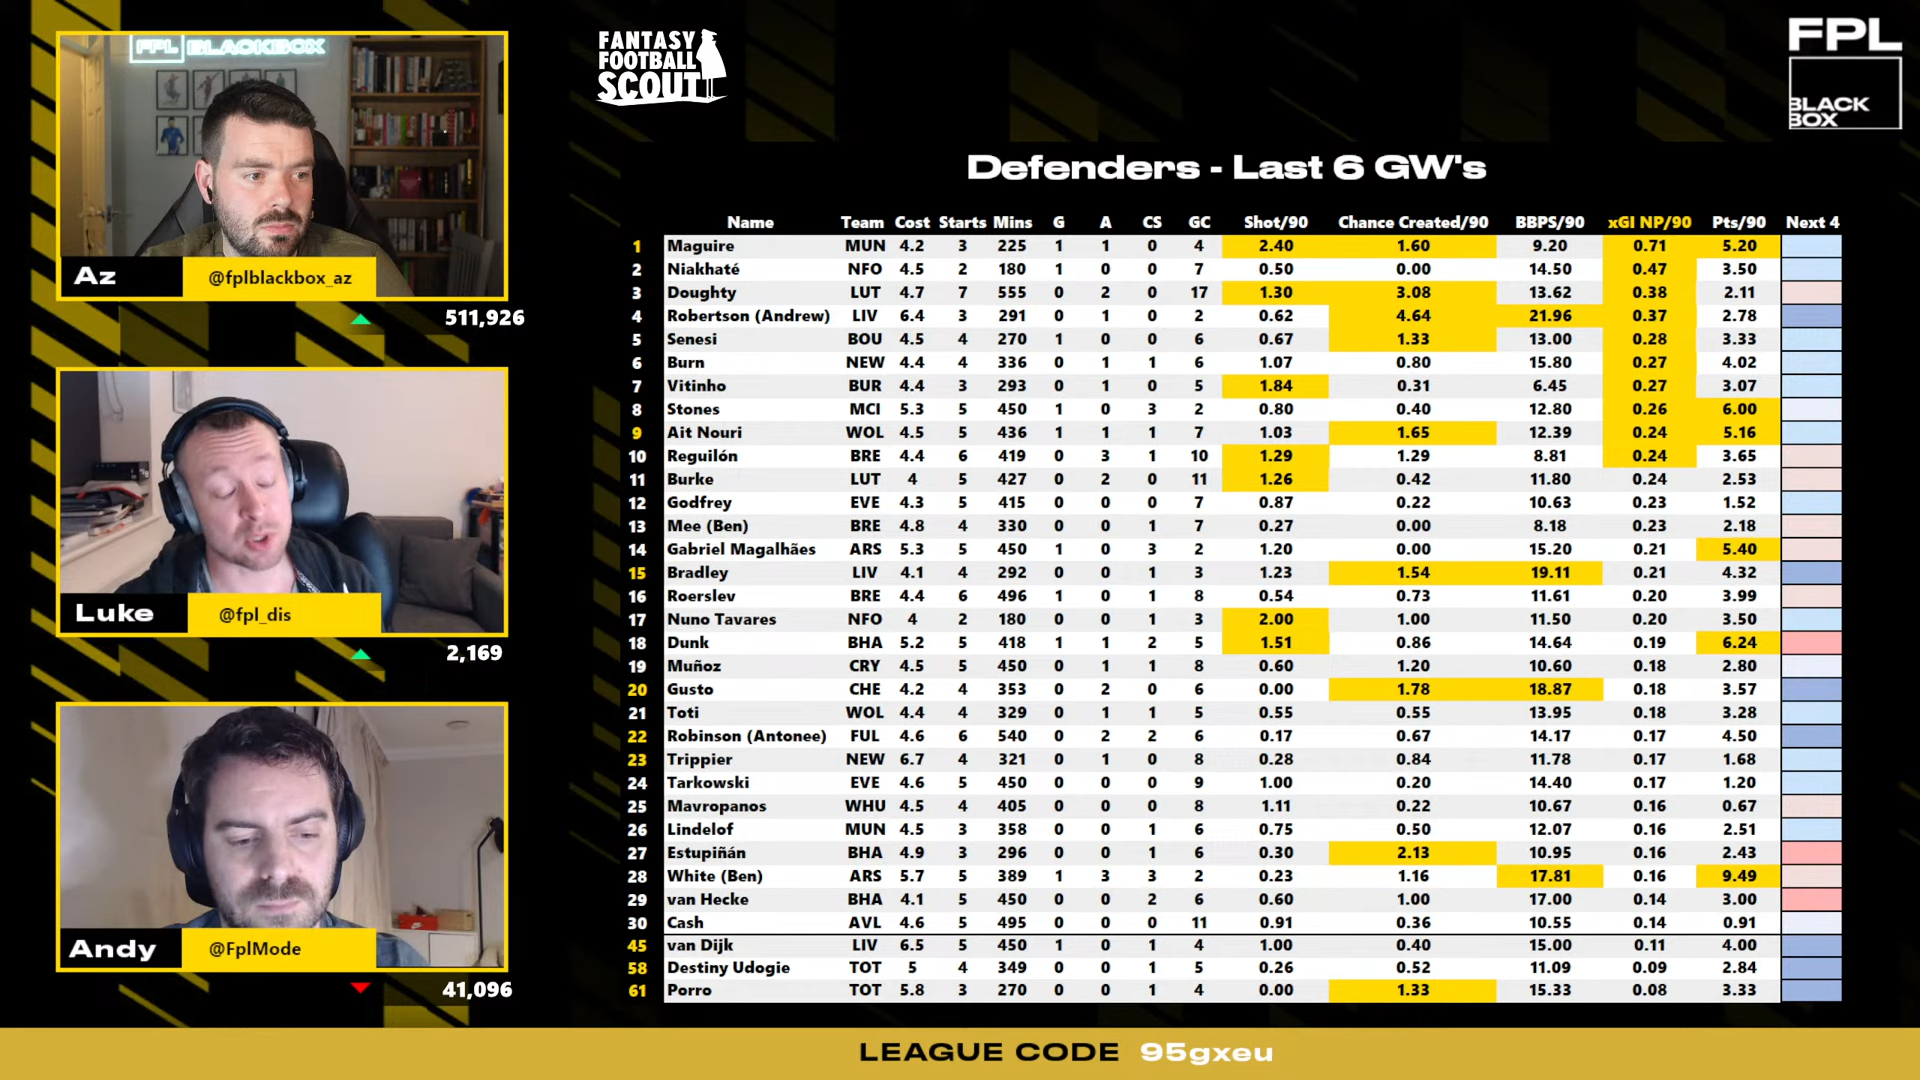 FPL BLACKBOX
Az
@fplblackbox_az
511,926
Luke
@fpl_dis
2,169
Andy
@FplMode
41,096
FANTASY
FOOTBALL
SCOUT
FPL
BLACK
BOX
Defenders - Last 6 GW's
Name Team Cost Starts Mins G A CS GC Shot/90 Chance Created/90 BBPS/90 xGI NP/90 Pts/90 Next 4
1 Maguire MUN 4.2 3 225 1 1 0 4 2.40 1.60 9.20 0.71 5.20
2 Niakhaté NFO 4.5 2 180 1 0 0 7 0.50 0.00 14.50 0.47 3.50
3 Doughty LUT 4.7 7 555 0 2 0 17 1.30 3.08 13.62 0.38 2.11
4 Robertson (Andrew) LIV 6.4 3 291 0 1 0 2 0.62 4.64 21.96 0.37 2.78
5 Senesi BOU 4.5 4 270 1 0 0 6 0.67 1.33 13.00 0.28 3.33
6 Burn NEW 4.4 4 336 0 1 1 6 1.07 0.80 15.80 0.27 4.02
7 Vitinho BUR 4.4 3 293 0 1 0 5 1.84 0.31 6.45 0.27 3.07
8 Stones MCI 5.3 5 450 1 0 3 2 0.80 0.40 12.80 0.26 6.00
9 Ait Nouri WOL 4.5 5 436 1 1 1 7 1.03 1.65 12.39 0.24 5.16
10 Reguilón BRE 4.4 6 419 0 3 1 10 1.29 1.29 8.81 0.24 3.65
11 Burke LUT 4 5 427 0 2 0 11 1.26 0.42 11.80 0.24 2.53
12 Godfrey EVE 4.3 5 415 0 0 0 7 0.87 0.22 10.63 0.23 1.52
13 Mee (Ben) BRE 4.8 4 330 0 0 1 7 0.27 0.00 8.18 0.23 2.18
14 Gabriel Magalhães ARS 5.3 5 450 1 0 3 2 1.20 0.00 15.20 0.21 5.40
15 Bradley LIV 4.1 4 292 0 0 1 3 1.23 1.54 19.11 0.21 4.32
16 Roerslev BRE 4.4 6 496 1 0 1 8 0.54 0.73 11.61 0.20 3.99
17 Nuno Tavares NFO 4 2 180 0 0 1 3 2.00 1.00 11.50 0.20 3.50
18 Dunk BHA 5.2 5 418 1 1 2 5 1.51 0.86 14.64 0.19 6.24
19 Muñoz CRY 4.5 5 450 0 1 1 8 0.60 1.20 10.60 0.18 2.80
20 Gusto CHE 4.2 4 353 0 2 0 6 0.00 1.78 18.87 0.18 3.57
21 Toti WOL 4.4 4 329 0 1 1 5 0.55 0.55 13.95 0.18 3.28
22 Robinson (Antonee) FUL 4.6 6 540 0 2 2 6 0.17 0.67 14.17 0.17 4.50
23 Trippier NEW 6.7 4 321 0 1 0 8 0.28 0.84 11.78 0.17 1.68
24 Tarkowski EVE 4.6 5 450 0 0 0 9 1.00 0.20 14.40 0.17 1.20
25 Mavropanos WHU 4.5 4 405 0 0 0 8 1.11 0.22 10.67 0.16 0.67
26 Lindelof MUN 4.5 3 358 0 0 1 6 0.75 0.50 12.07 0.16 2.51
27 Estupiñán BHA 4.9 3 296 0 0 1 6 0.30 2.13 10.95 0.16 2.43
28 White (Ben) ARS 5.7 5 389 1 3 3 2 0.23 1.16 17.81 0.16 9.49
29 van Hecke BHA 4.1 5 450 0 0 2 6 0.60 1.00 17.00 0.14 3.00
30 Cash AVL 4.6 5 495 0 0 0 11 0.91 0.36 10.55 0.14 0.91
45 van Dijk LIV 6.5 5 450 1 0 1 4 1.00 0.40 15.00 0.11 4.00
58 Destiny Udogie TOT 5 4 349 0 0 1 5 0.26 0.52 11.09 0.09 2.84
61 Porro TOT 5.8 3 270 0 0 1 4 0.00 1.33 15.33 0.08 3.33
LEAGUE CODE 95gxeu